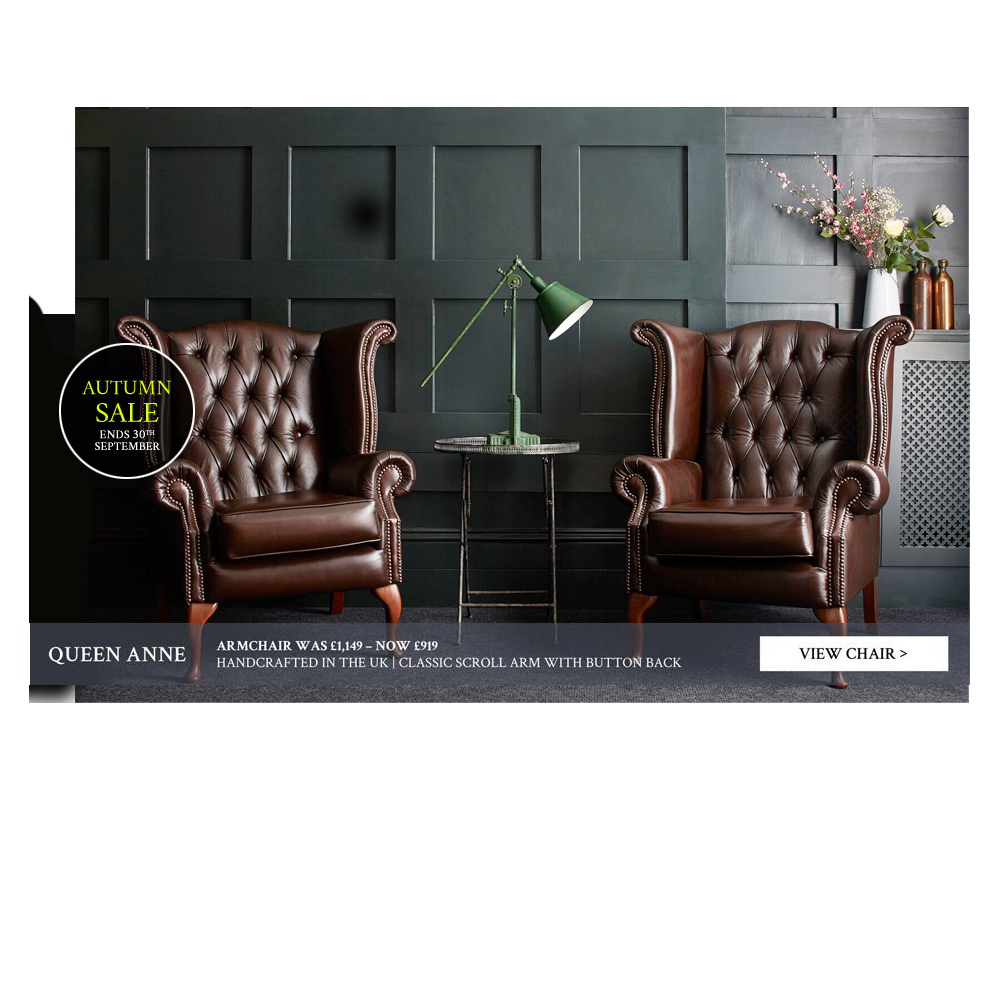 AUTUMN
SALE
ENDS 30TH
SEPTEMBER
QUEEN ANNE
ARMCHAIR WAS £1,149 – NOW £919
HANDCRAFTED IN THE UK | CLASSIC SCROLL ARM WITH BUTTON BACK
VIEW CHAIR >